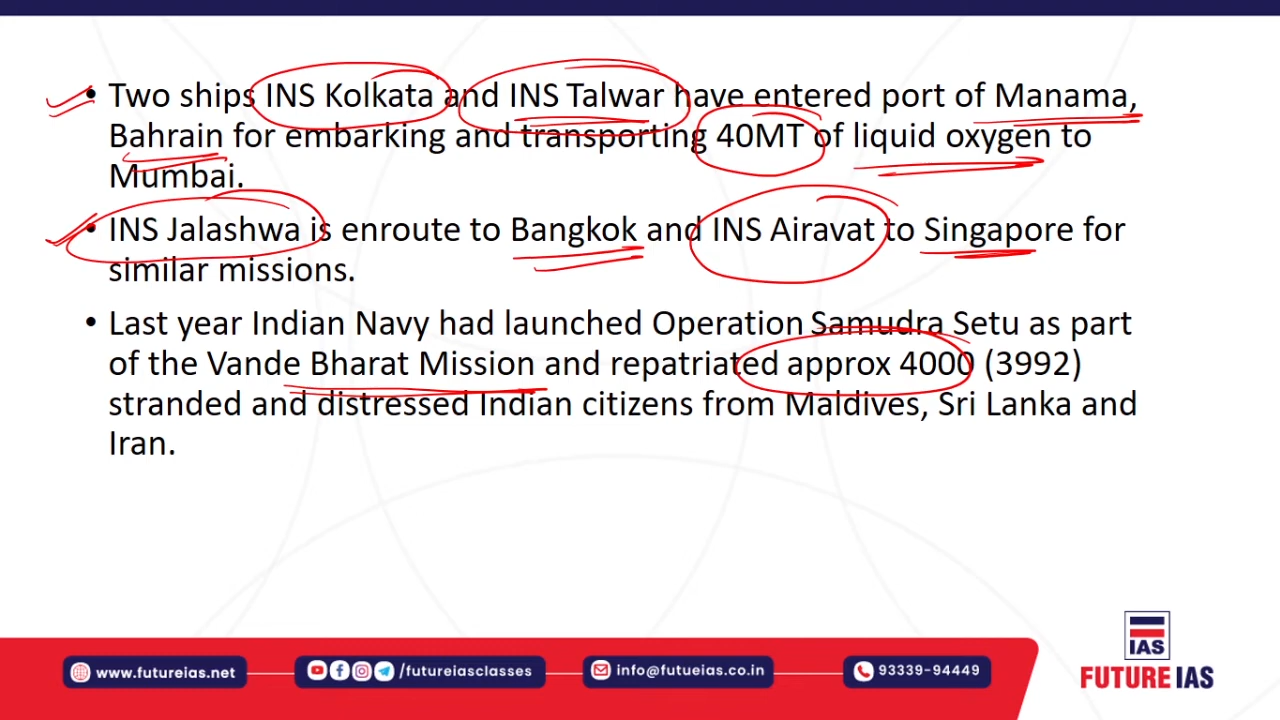 • Two ships INS Kolkata and INS Talwar have entered port of Manama,
Bahrain for embarking and transporting 40MT of liquid oxygen to
Mumbai.
• INS Jalashwa is enroute to Bangkok and INS Airavat to Singapore for
similar missions.
• Last year Indian Navy had launched Operation Samudra Setu as part
of the Vande Bharat Mission and repatriated approx 4000 (3992)
stranded and distressed Indian citizens from Maldives, Sri Lanka and
Iran.
IAS
FUTURE IAS
www.futureias.net
/futureiasclasses
info@futueias.co.in
93339-94449